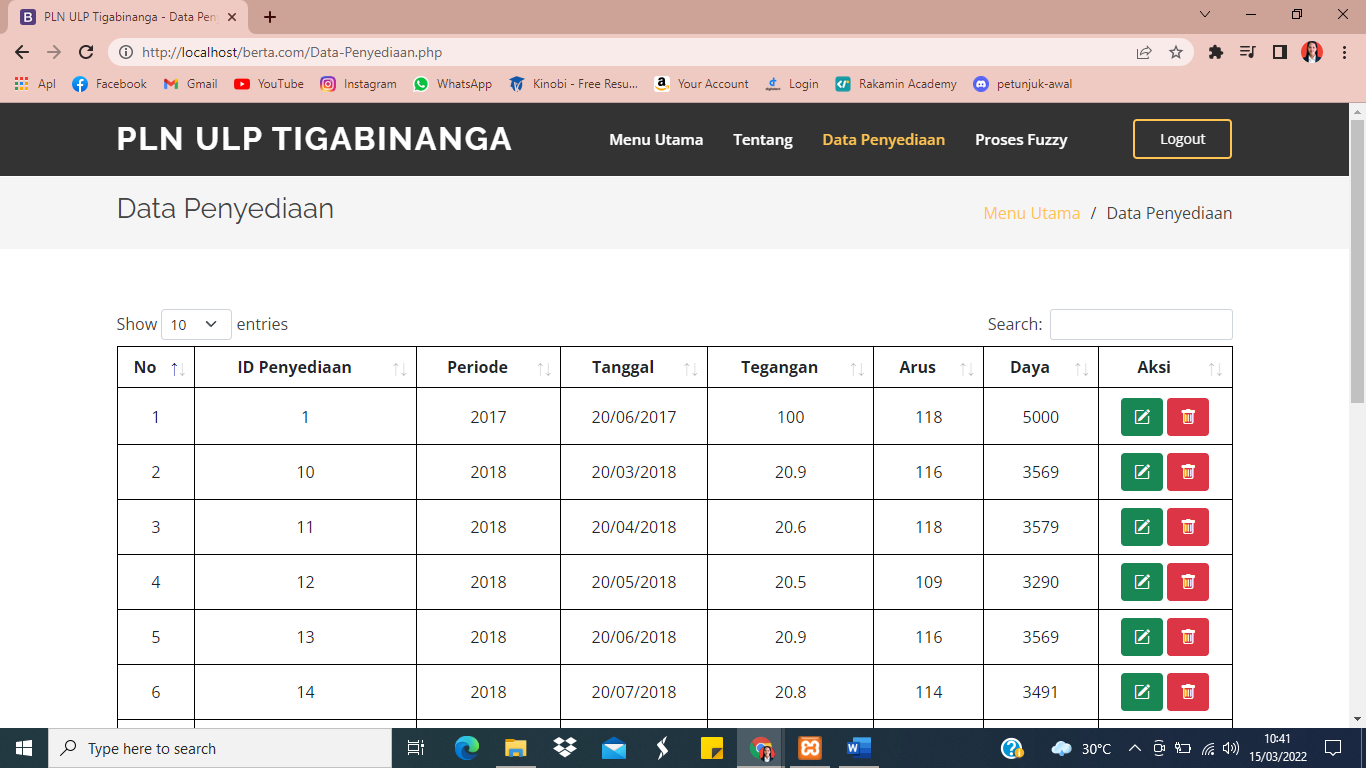 PLN ULP Tigabinanga - Data Pen
http://localhost/berta.com/Data-Penyediaan.php
Apl Facebook Gmail YouTube Instagram WhatsApp Kinobi - Free Resu... Your Account Login Rakamin Academy petunjuk-awal
PLN ULP TIGABINANGA Menu Utama Tentang Data Penyediaan Proses Fuzzy Logout
Data Penyediaan Menu Utama / Data Penyediaan
Show 10 entries Search:
No ID Penyediaan Periode Tanggal Tegangan Arus Daya Aksi
1 1 2017 20/06/2017 100 118 5000
2 10 2018 20/03/2018 20.9 116 3569
3 11 2018 20/04/2018 20.6 118 3579
4 12 2018 20/05/2018 20.5 109 3290
5 13 2018 20/06/2018 20.9 116 3569
6 14 2018 20/07/2018 20.8 114 3491
Type here to search 30°C 10:41
15/03/2022